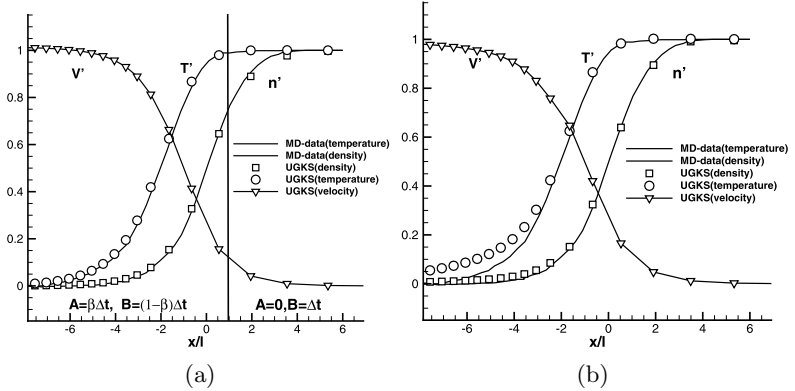 1
0.8
0.6
0.4
0.2
0
V'
T'
n'
MD-data(temperature)
MD-data(density)
UGKS(density)
UGKS(temperature)
UGKS(velocity)
A=βΔt, B=(1-β)Δt
A=0,B=Δt
-6 -4 -2 0 2 4 6
x/l
(a)
1
0.8
0.6
0.4
0.2
0
V'
T'
n'
MD-data(temperature)
MD-data(density)
UGKS(density)
UGKS(temperature)
UGKS(velocity)
-6 -4 -2 0 2 4 6
x/l
(b)